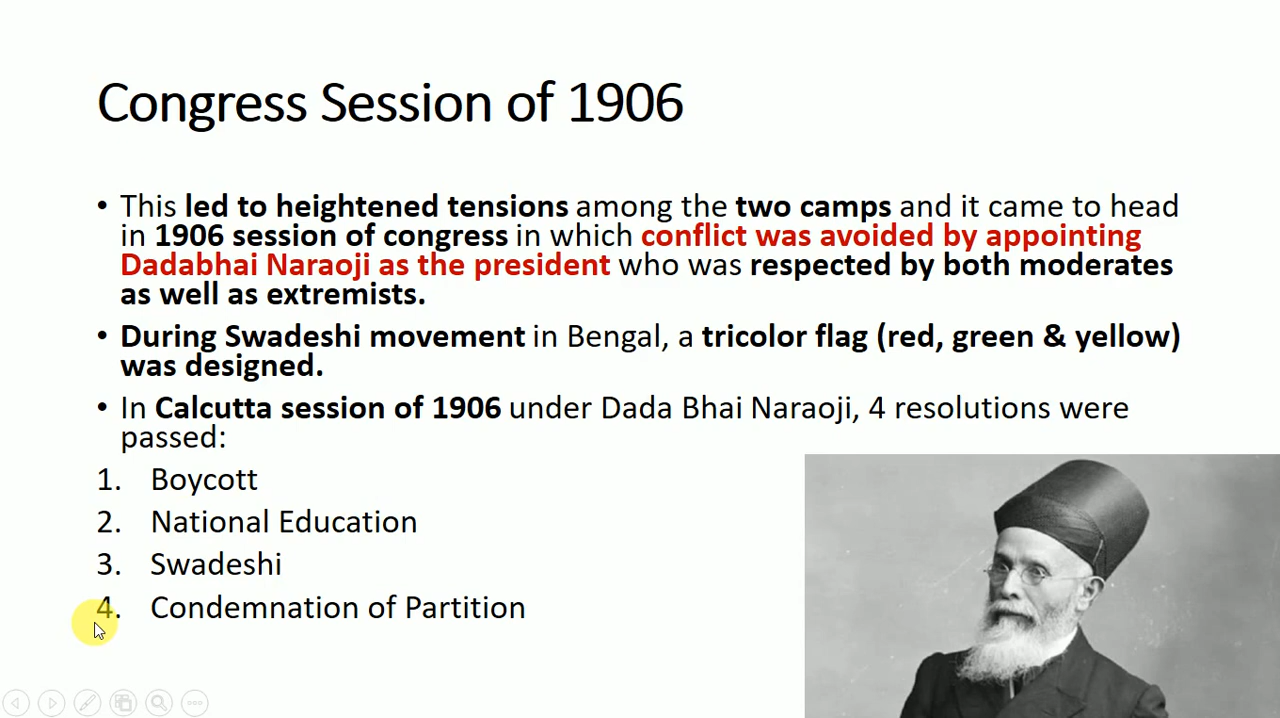 Congress Session of 1906
• This led to heightened tensions among the two camps and it came to head
in 1906 session of congress in which conflict was avoided by appointing
Dadabhai Naraoji as the president who was respected by both moderates
as well as extremists.
• During Swadeshi movement in Bengal, a tricolor flag (red, green & yellow)
was designed.
• In Calcutta session of 1906 under Dada Bhai Naraoji, 4 resolutions were
passed:
1. Boycott
2. National Education
3. Swadeshi
4. Condemnation of Partition